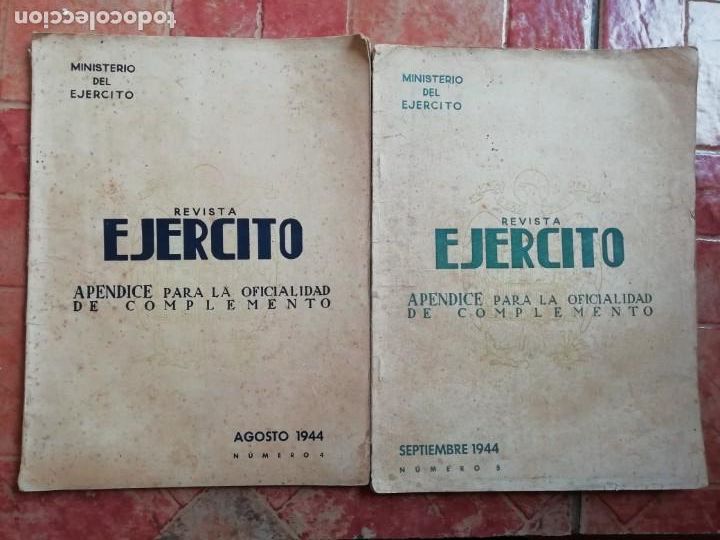 todocoleccion
MINISTERIO
DEL
EJERCITO
REVISTA
EJERCITO
APENDICE PARA LA OFICIALIDAD
DE COMPLEMENTO
AGOSTO 1944
NÚMERO 4
MINISTERIO
DEL
EJERCITO
REVISTA
EJERCITO
APENDICE PARA LA OFICIALIDAD
DE COMPLEMENTO
SEPTIEMBRE 1944
NÚMERO 5